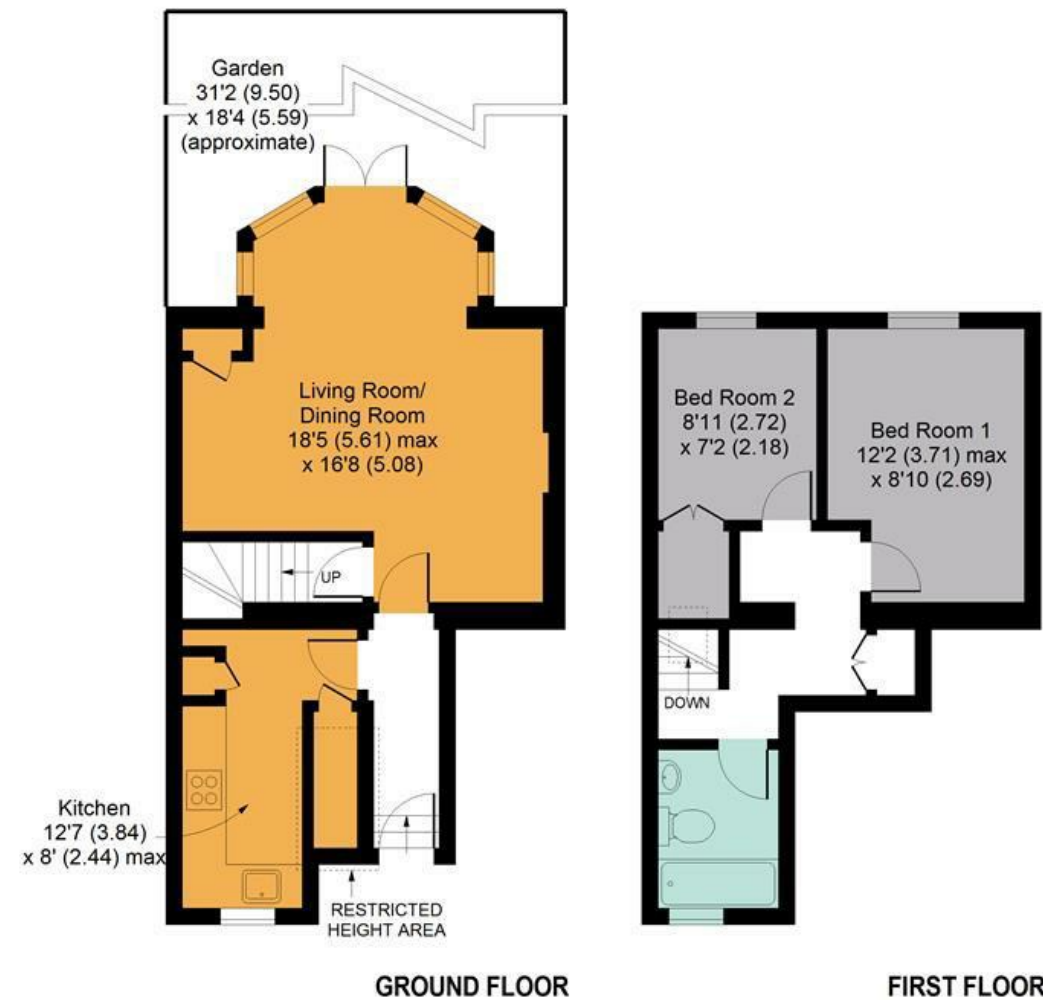 Garden
31'2 (9.50)
x 18'4 (5.59)
(approximate)
Living Room/
Dining Room
18'5 (5.61) max
x 16'8 (5.08)
UP
Kitchen
12'7 (3.84)
x 8' (2.44) max
RESTRICTED
HEIGHT AREA
GROUND FLOOR
Bed Room 2
8'11 (2.72)
x 7'2 (2.18)
Bed Room 1
12'2 (3.71) max
x 8'10 (2.69)
DOWN
FIRST FLOOR